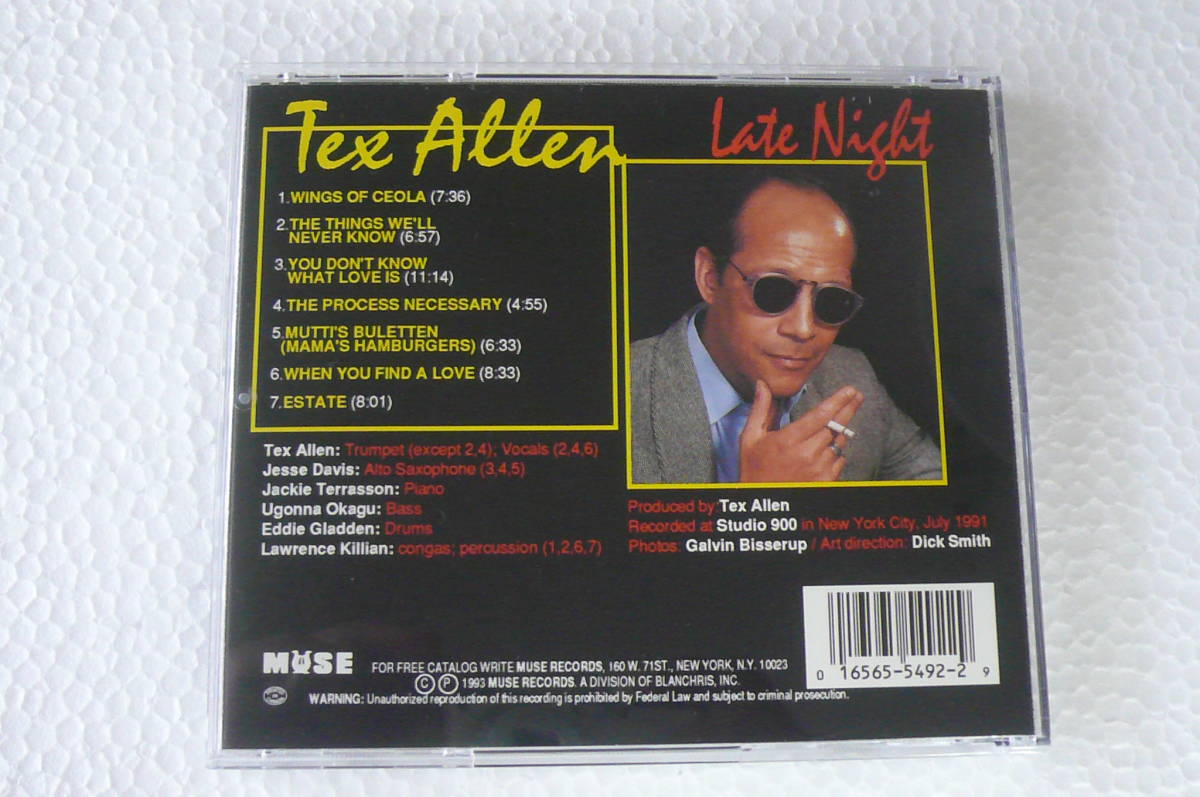 Tex Allen
Late Night
1.WINGS OF CEOLA (7:36)
2.THE THINGS WE'LL
NEVER KNOW (6:57)
3.YOU DON'T KNOW
WHAT LOVE IS (11:14)
4.THE PROCESS NECESSARY (4:55)
5.MUTTI'S BULETTEN
(MAMA'S HAMBURGERS) (6:33)
6.WHEN YOU FIND A LOVE (8:33)
7.ESTATE (8:01)
Tex Allen: Trumpet (except 2,4); Vocals (2,4,6)
Jesse Davis: Alto Saxophone (3,4,5)
Jackie Terrasson: Piano
Ugonna Okagu: Bass
Eddie Gladden: Drums
Lawrence Killian: congas; percussion (1,2,6,7)
Produced by: Tex Allen
Recorded at Studio 900 in New York City, July 1991
Photos: Galvin Bisserup / Art direction: Dick Smith
MUSE
FOR FREE CATALOG WRITE MUSE RECORDS, 160 W. 71ST., NEW YORK, N.Y. 10023
© ℗ 1993 MUSE RECORDS. A DIVISION OF BLANCHRIS, INC.
WARNING: Unauthorized reproduction of this recording is prohibited by Federal Law and subject to criminal prosecution.
0 16565-5492-2 9